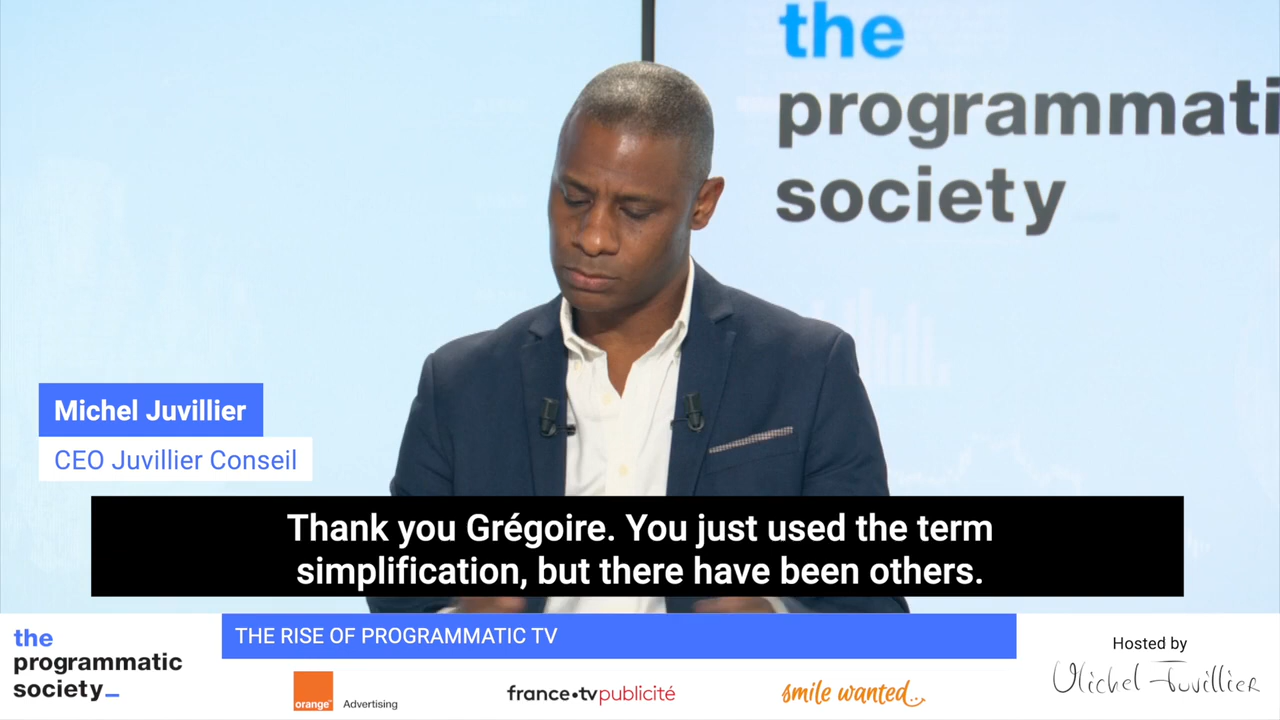 the
programmati
society
Michel Juvillier
CEO Juvillier Conseil
Thank you Grégoire. You just used the term
simplification, but there have been others.
the
programmatic
society_
THE RISE OF PROGRAMMATIC TV
orange
Advertising
france•tvpublicité
smile wanted...
Hosted by
Michel Juvillier